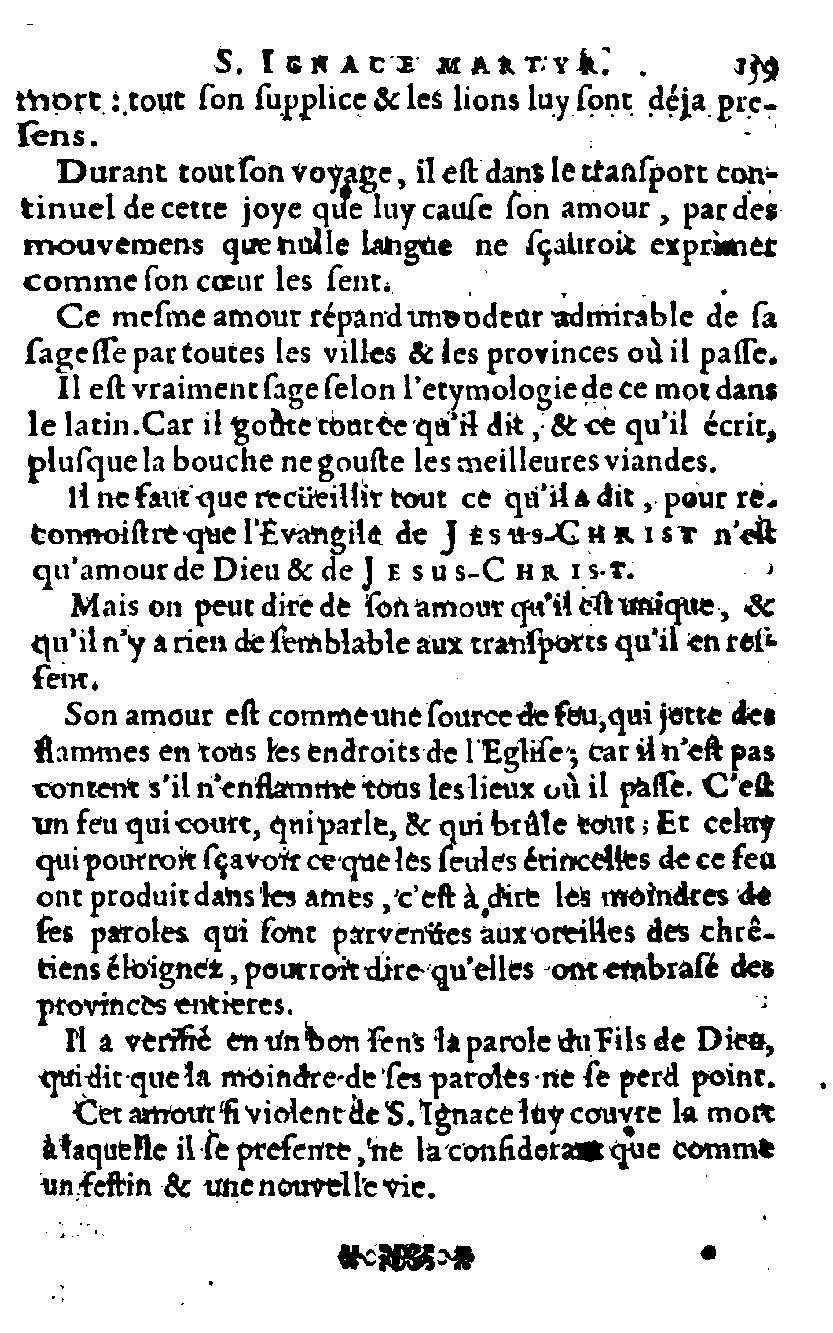 S. IGNACE MARTYR. 159
mort : tout ſon ſupplice & les lions luy ſont déja pre-
ſens.
Durant tout ſon voyage, il eſt dans le tranſport con-
tinuel de cette joye que luy cauſe ſon amour, par des
mouvemens que nulle langue ne ſçauroit exprimer
comme ſon cœur les ſent.
Ce meſme amour répand une odeur admirable de ſa
ſageſſe par toutes les villes & les provinces où il paſſe.
Il eſt vraiment ſage ſelon l'etymologie de ce mot dans
le latin. Car il goûte tout ce qu'il dit, & ce qu'il écrit,
plus que la bouche ne gouſte les meilleures viandes.
Il ne faut que recüeillir tout ce qu'il a dit, pour re-
connoiſtre que l'Evangile de JESUS-CHRIST n'eſt
qu'amour de Dieu & de JESUS-CHRIST.
Mais on peut dire de ſon amour qu'il eſt unique, &
qu'il n'y a rien de ſemblable aux tranſports qu'il en reſ-
ſent.
Son amour eſt comme une ſource de feu, qui jette des
flammes en tous les endroits de l'Egliſe; car il n'eſt pas
content s'il n'enflamme tous les lieux où il paſſe. C'eſt
un feu qui court, qui parle, & qui brûle tout; Et celuy
qui pourroit ſçavoir ce que les ſeules étincelles de ce feu
ont produit dans les ames, c'eſt à dire les moindres de
ſes paroles qui ſont parvenües aux oreilles des chrê-
tiens éloignez, pourroit dire qu'elles ont embraſé des
provinces entieres.
Il a verifié en un bon ſens la parole du Fils de Dieu,
qui dit que la moindre de ſes paroles ne ſe perd point.
Cet amour ſi violent de S. Ignace luy couvre la mort
à laquelle il ſe preſente, ne la conſiderant que comme
un feſtin & une nouvelle vie.